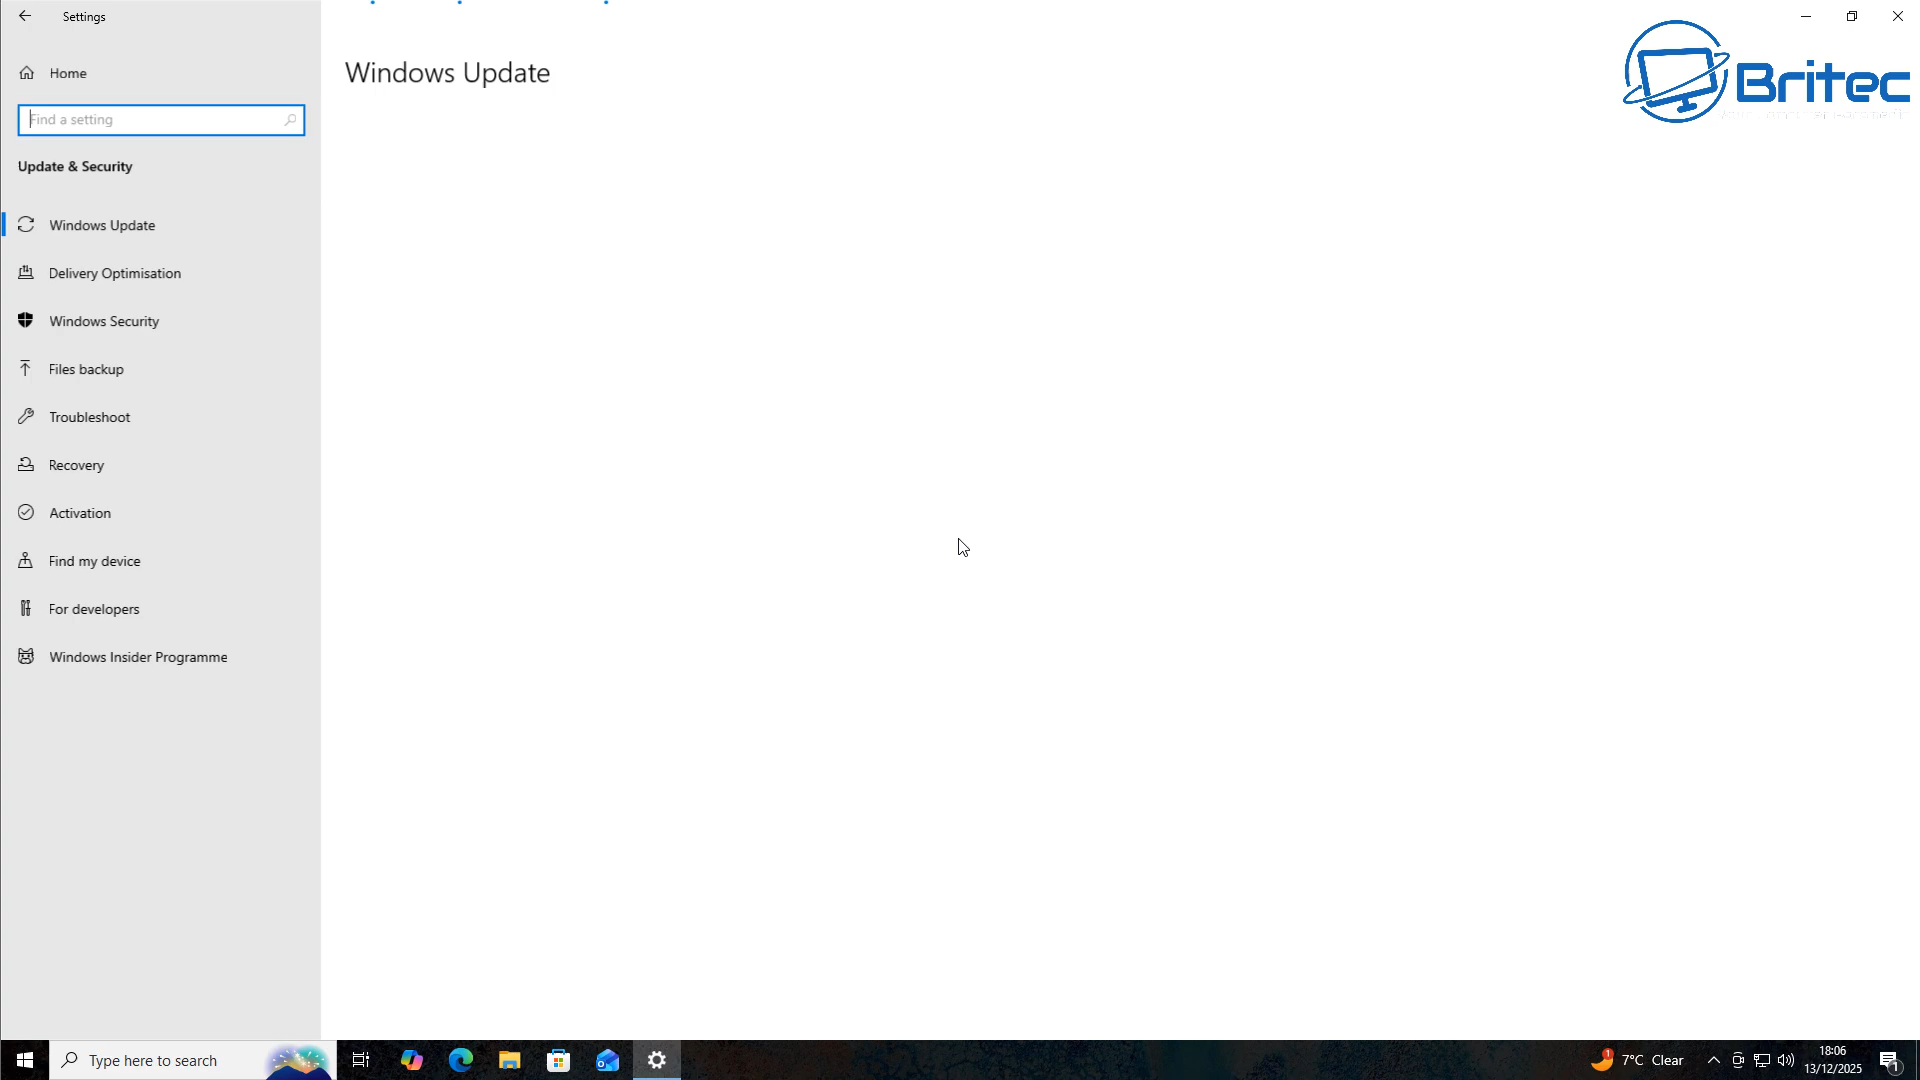 Settings
Home
Find a setting
Update & Security
Windows Update
Delivery Optimisation
Windows Security
Files backup
Troubleshoot
Recovery
Activation
Find my device
For developers
Windows Insider Programme
Windows Update
Britec
Type here to search
1
7°C Clear
18:06
13/12/2025
1